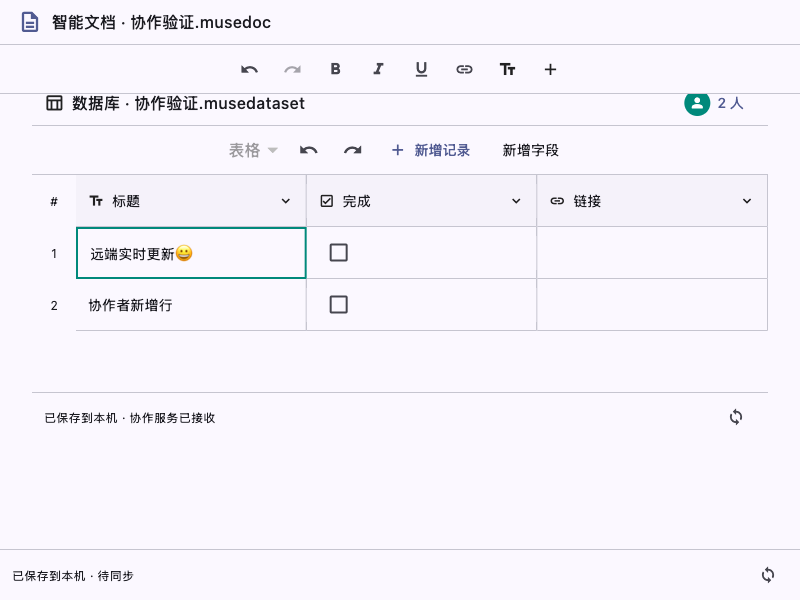 智能文档 · 协作验证.musedoc
B I U Tт +
数据库 · 协作验证.musedataset 2 人
表格 + 新增记录 新增字段
# Tт 标题 完成 链接
1 远端实时更新😀
2 协作者新增行
已保存到本机 · 协作服务已接收
已保存到本机 · 待同步